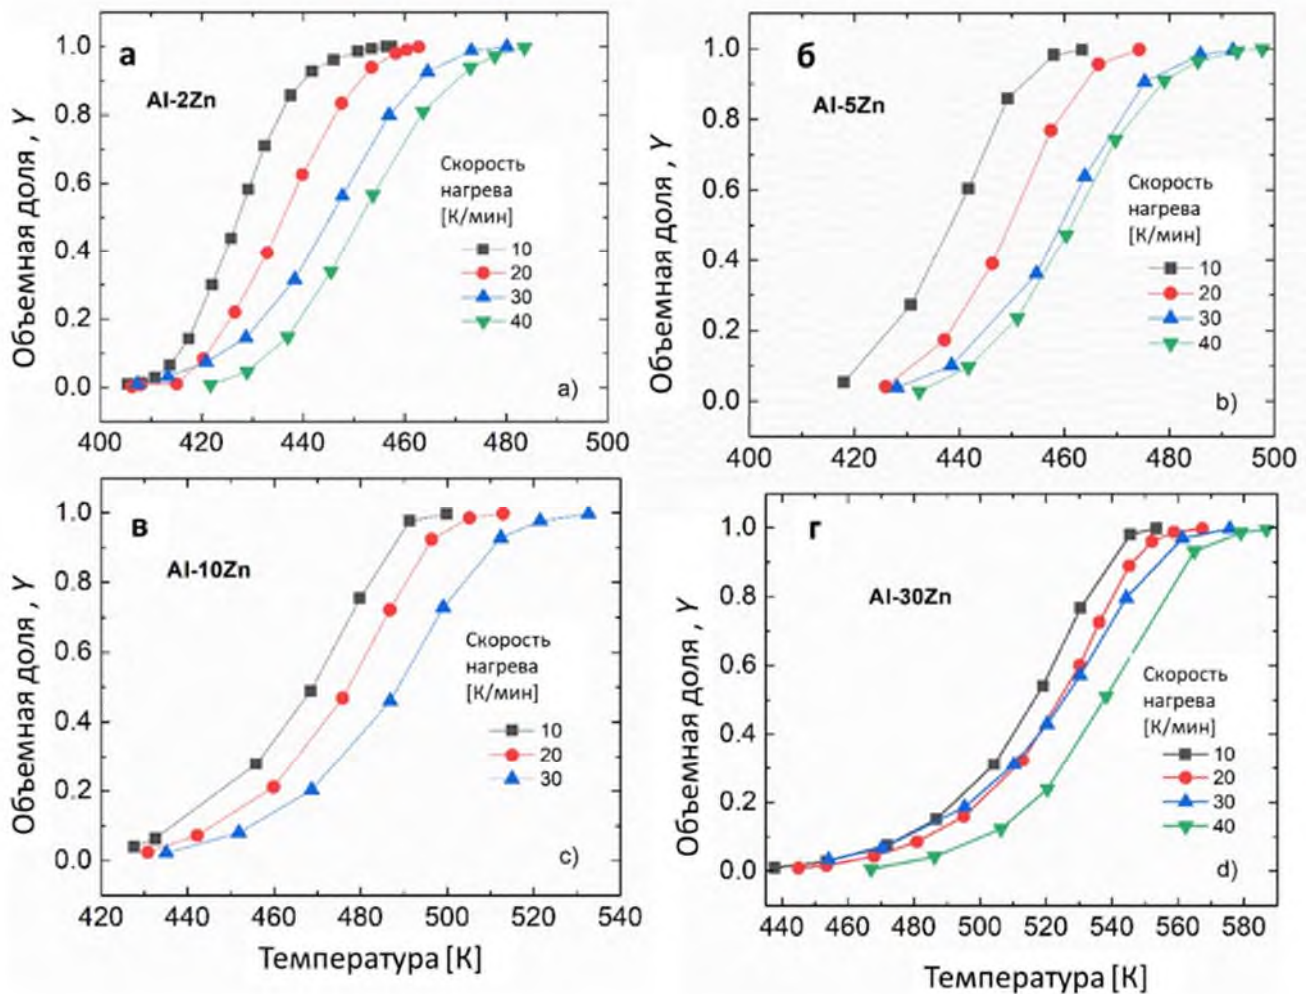 а
Al-2Zn
Объемная доля , Y
1.0
0.8
0.6
0.4
0.2
0.0
Скорость
нагрева
[К/мин]
10
20
30
40
a)
400 420 440 460 480 500
б
Al-5Zn
Объемная доля , Y
1.0
0.8
0.6
0.4
0.2
0.0
Скорость
нагрева
[К/мин]
10
20
30
40
b)
400 420 440 460 480 500
в
Al-10Zn
Объемная доля , Y
1.0
0.8
0.6
0.4
0.2
0.0
Скорость
нагрева
[К/мин]
10
20
30
c)
420 440 460 480 500 520 540
Температура [К]
г
Al-30Zn
Объемная доля , Y
1.0
0.8
0.6
0.4
0.2
0.0
Скорость
нагрева
[К/мин]
10
20
30
40
d)
440 460 480 500 520 540 560 580
Температура [К]